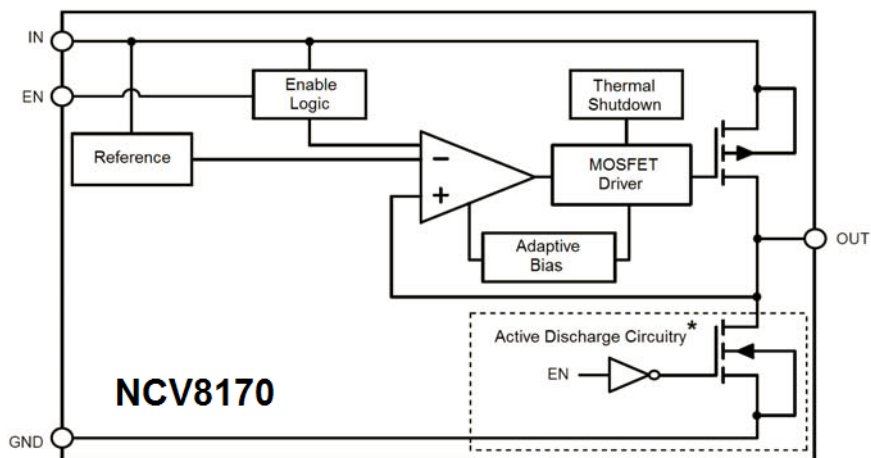 IN
EN
Enable
Logic
Thermal
Shutdown
Reference
−
+
MOSFET
Driver
Adaptive
Bias
OUT
Active Discharge Circuitry*
EN
NCV8170
GND